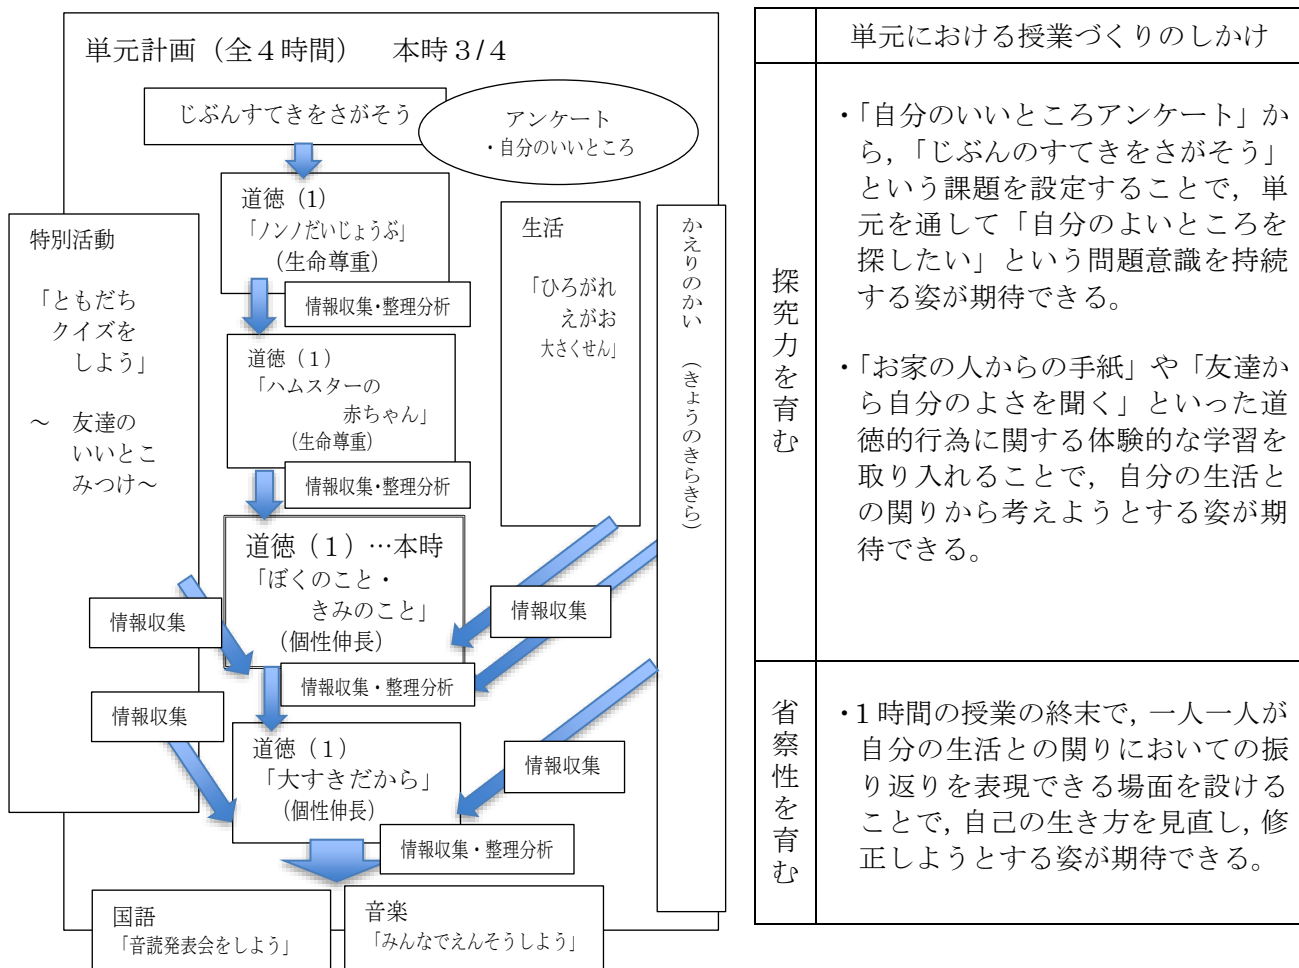 単元計画（全４時間）　本時３/４
じぶんすてきをさがそう
アンケート
・自分のいいところ
道徳（1）
「ノンノだいじょうぶ」
（生命尊重）
情報収集・整理分析
特別活動
「ともだち
クイズを
しよう」
～　友達の
いいとこ
みつけ～
生活
「ひろがれ
えがお
大さくせん」
かえりのかい　（きょうのきらきら）
道徳（１）
「ハムスターの
赤ちゃん」
（生命尊重）
情報収集・整理分析
道徳（１）…本時
「ぼくのこと・
きみのこと」
（個性伸長）
情報収集
情報収集
情報収集・整理分析
情報収集
道徳（１）
「大すきだから」
（個性伸長）
情報収集
情報収集・整理分析
国語
「音読発表会をしよう」
音楽
「みんなでえんそうしよう」
単元における授業づくりのしかけ
探究力を育む
・「自分のいいところアンケート」か
ら，「じぶんのすてきをさがそう」
という課題を設定することで，単
元を通して「自分のよいところを
探したい」という問題意識を持続
する姿が期待できる。
・「お家の人からの手紙」や「友達か
ら自分のよさを聞く」といった道
徳的行為に関する体験的な学習を
取り入れることで，自分の生活と
の関りから考えようとする姿が期
待できる。
省察性を育む
・１時間の授業の終末で，一人一人が
自分の生活との関りにおいての振
り返りを表現できる場面を設ける
ことで，自己の生き方を見直し，修
正しようとする姿が期待できる。